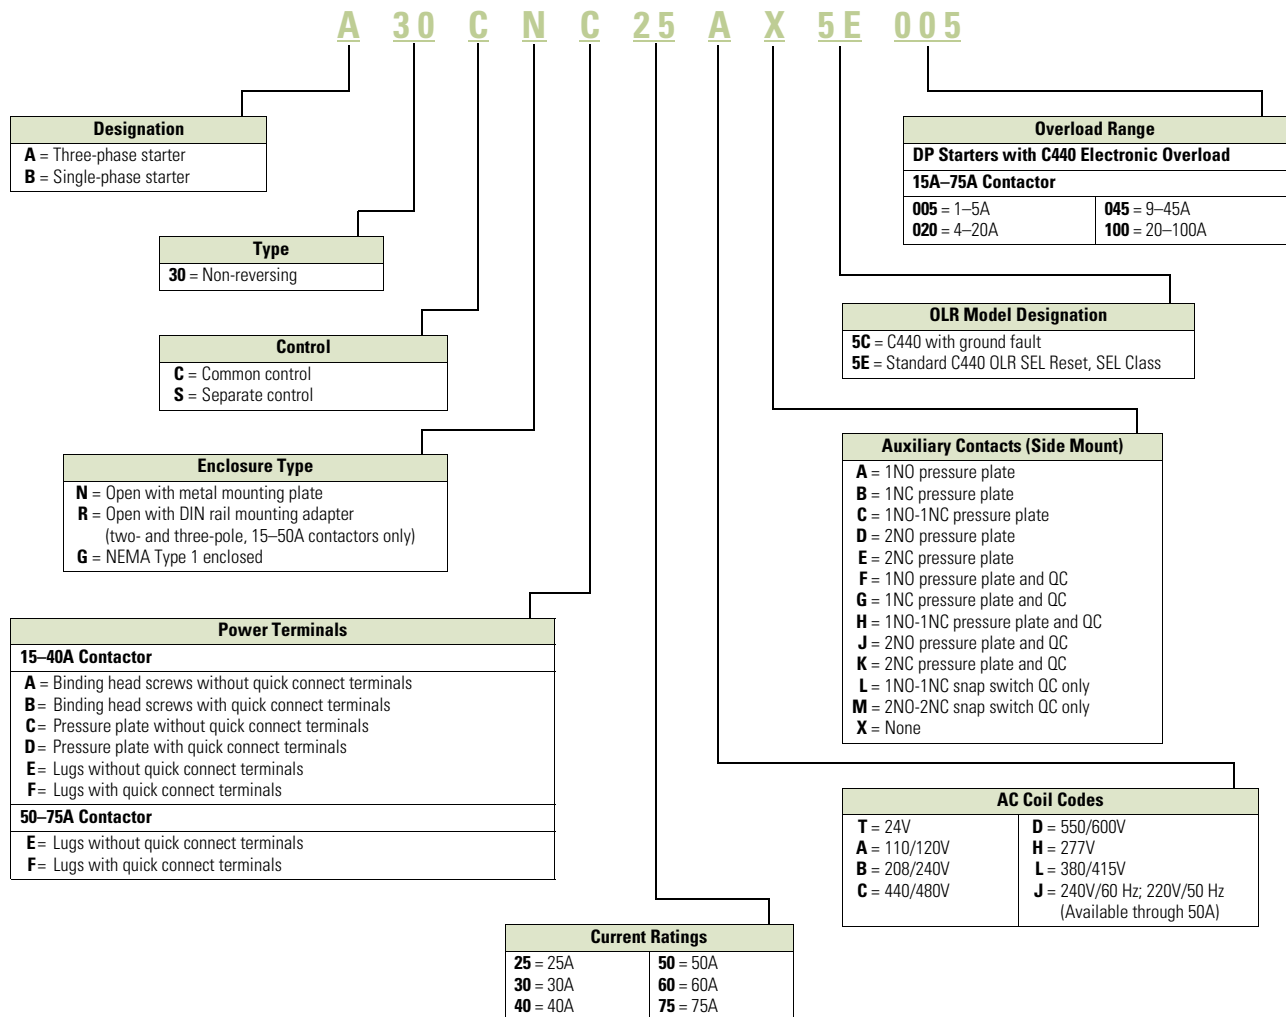 A 30 C N C 25 A X 5E 005
Designation
A = Three-phase starter
B = Single-phase starter
Type
30 = Non-reversing
Control
C = Common control
S = Separate control
Enclosure Type
N = Open with metal mounting plate
R = Open with DIN rail mounting adapter
(two- and three-pole, 15–50A contactors only)
G = NEMA Type 1 enclosed
Power Terminals
15–40A Contactor
A = Binding head screws without quick connect terminals
B = Binding head screws with quick connect terminals
C = Pressure plate without quick connect terminals
D = Pressure plate with quick connect terminals
E = Lugs without quick connect terminals
F = Lugs with quick connect terminals
50–75A Contactor
E = Lugs without quick connect terminals
F = Lugs with quick connect terminals
Current Ratings
25 = 25A
30 = 30A
40 = 40A
50 = 50A
60 = 60A
75 = 75A
AC Coil Codes
T = 24V
A = 110/120V
B = 208/240V
C = 440/480V
D = 550/600V
H = 277V
L = 380/415V
J = 240V/60 Hz; 220V/50 Hz
(Available through 50A)
Auxiliary Contacts (Side Mount)
A = 1NO pressure plate
B = 1NC pressure plate
C = 1NO-1NC pressure plate
D = 2NO pressure plate
E = 2NC pressure plate
F = 1NO pressure plate and QC
G = 1NC pressure plate and QC
H = 1NO-1NC pressure plate and QC
J = 2NO pressure plate and QC
K = 2NC pressure plate and QC
L = 1NO-1NC snap switch QC only
M = 2NO-2NC snap switch QC only
X = None
OLR Model Designation
5C = C440 with ground fault
5E = Standard C440 OLR SEL Reset, SEL Class
Overload Range
DP Starters with C440 Electronic Overload
15A–75A Contactor
005 = 1–5A
020 = 4–20A
045 = 9–45A
100 = 20–100A